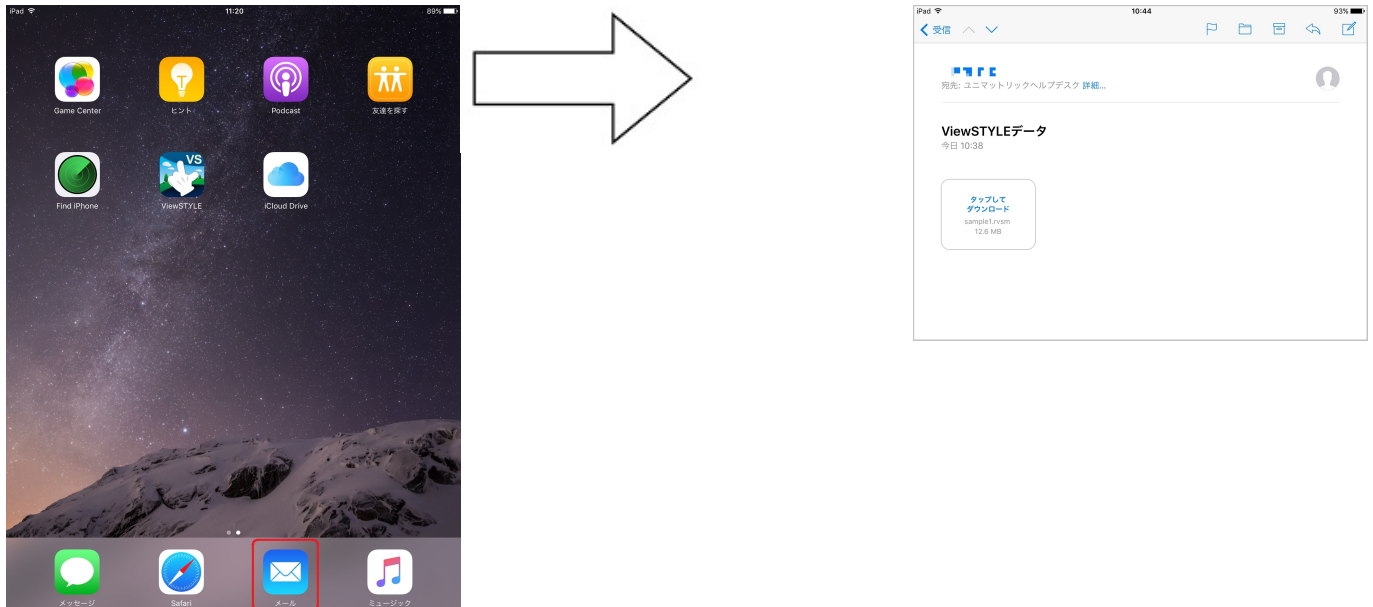 iPad 11:20 89%
Game Center ヒント Podcast 友達を探す
VS
Find iPhone ViewSTYLE iCloud Drive
メッセージ Safari メール ミュージック
iPad 10:44 93%
受信
宛先: ユニマットリックヘルプデスク 詳細...
ViewSTYLEデータ
今日 10:38
タップして
ダウンロード
sample1.rvsm
12.6 MB